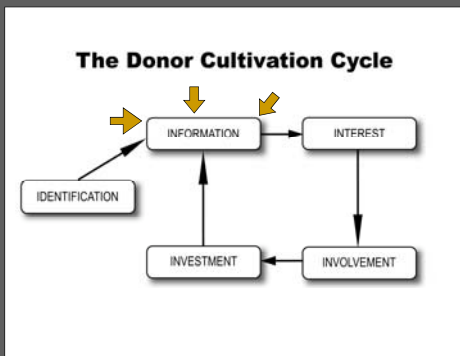 The Donor Cultivation Cycle
INFORMATION
INTEREST
IDENTIFICATION
INVESTMENT
INVOLVEMENT